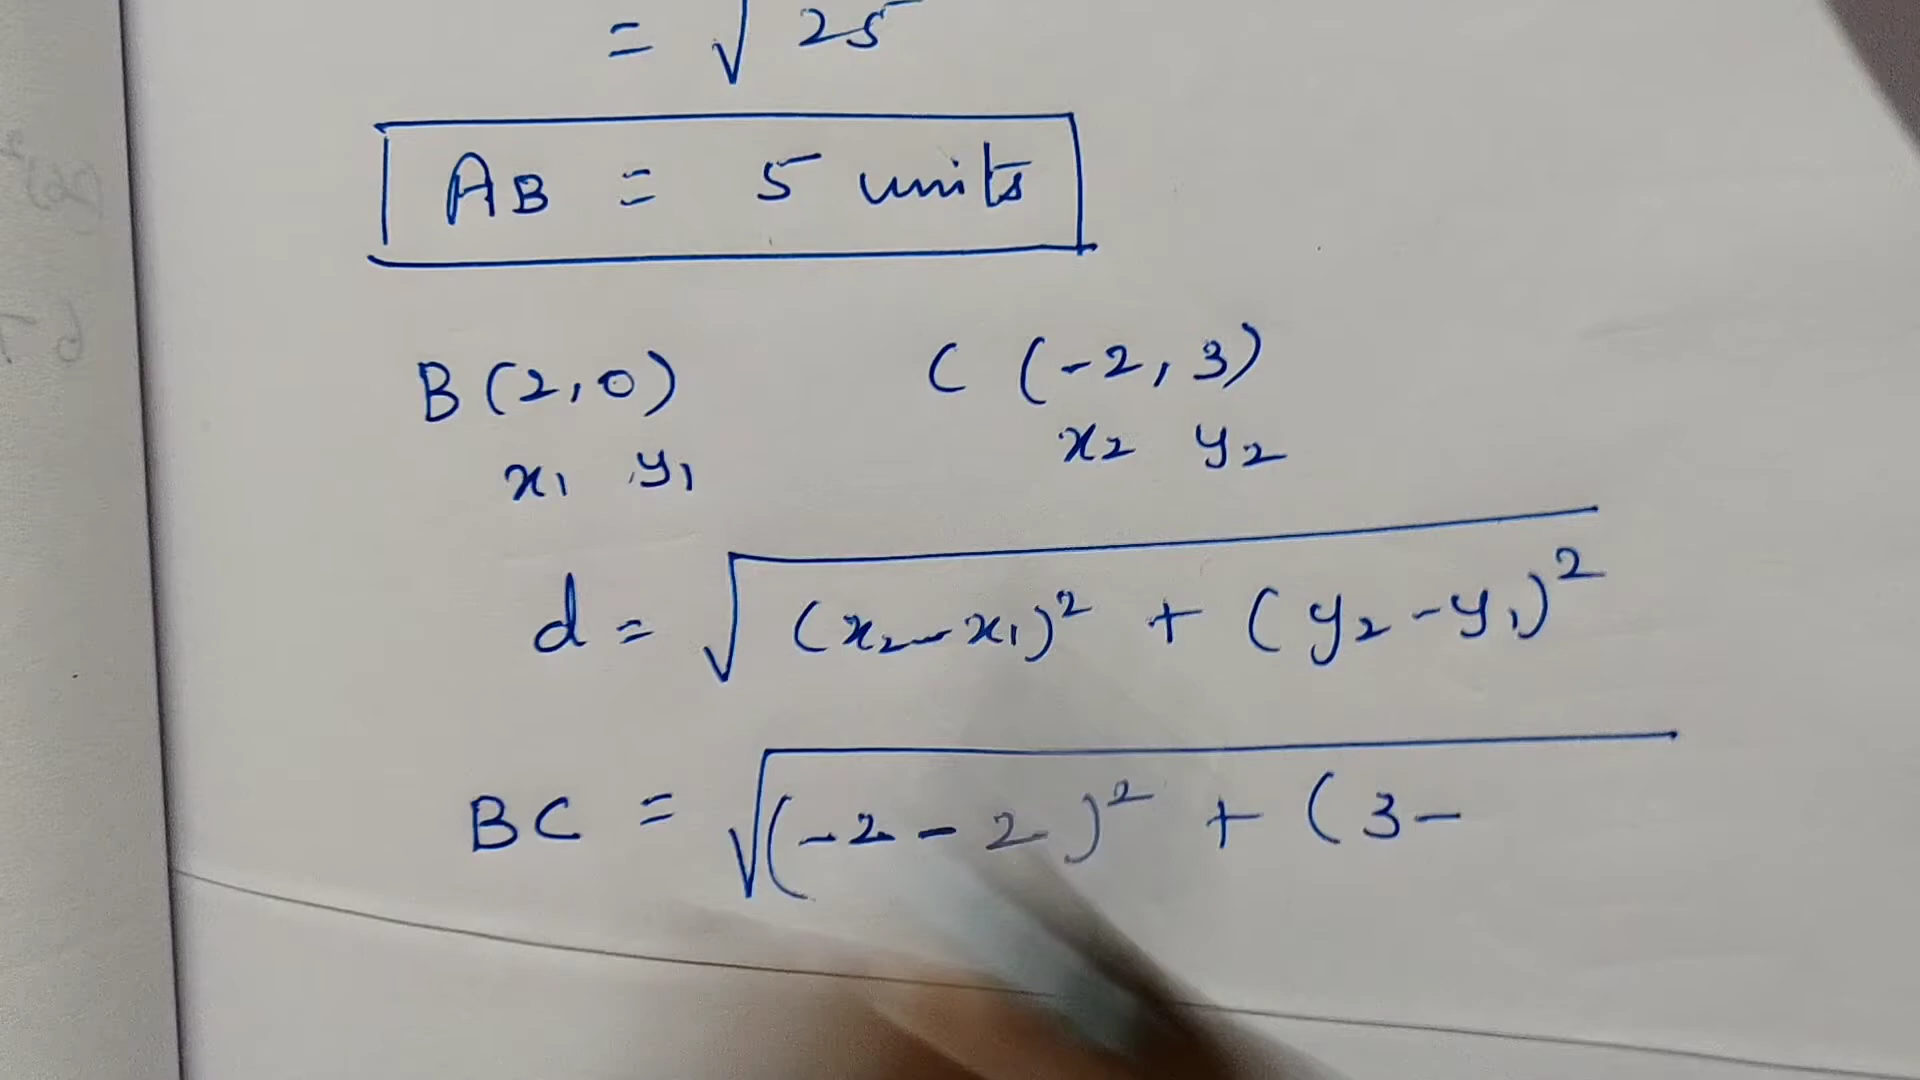 = √25
AB = 5 units
B(2,0) C (-2,3)
x₁ y₁ x₂ y₂
d = √(x₂-x₁)² + (y₂-y₁)²
BC = √(-2-2)² + (3-